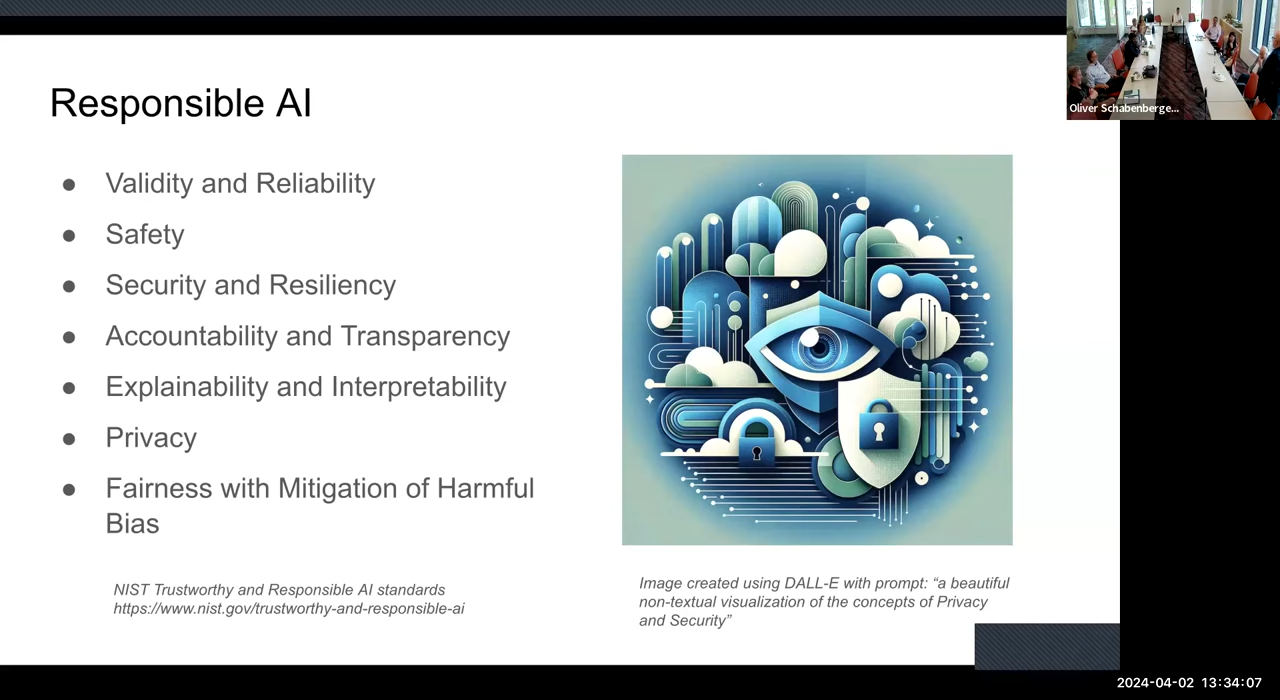 Responsible AI
● Validity and Reliability
● Safety
● Security and Resiliency
● Accountability and Transparency
● Explainability and Interpretability
● Privacy
● Fairness with Mitigation of Harmful
Bias
NIST Trustworthy and Responsible AI standards
https://www.nist.gov/trustworthy-and-responsible-ai
Image created using DALL-E with prompt: “a beautiful
non-textual visualization of the concepts of Privacy
and Security”
Oliver Schabenberge...
2024-04-02 13:34:07